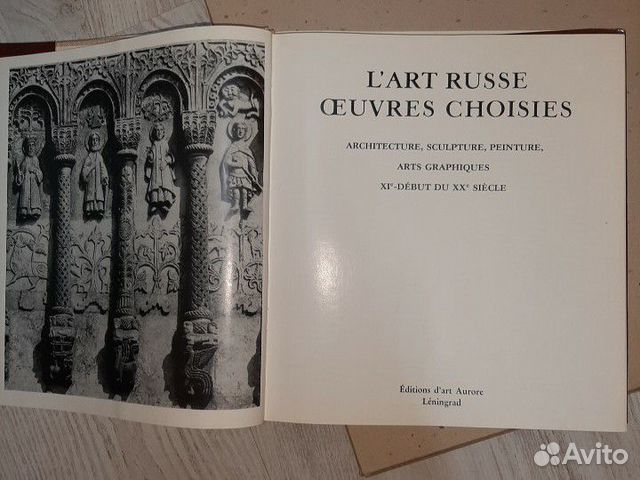 L'ART RUSSE
ŒUVRES CHOISIES
ARCHITECTURE, SCULPTURE, PEINTURE,
ARTS GRAPHIQUES
XIe-DÉBUT DU XXe SIÈCLE
Éditions d'art Aurore
Léningrad
Avito